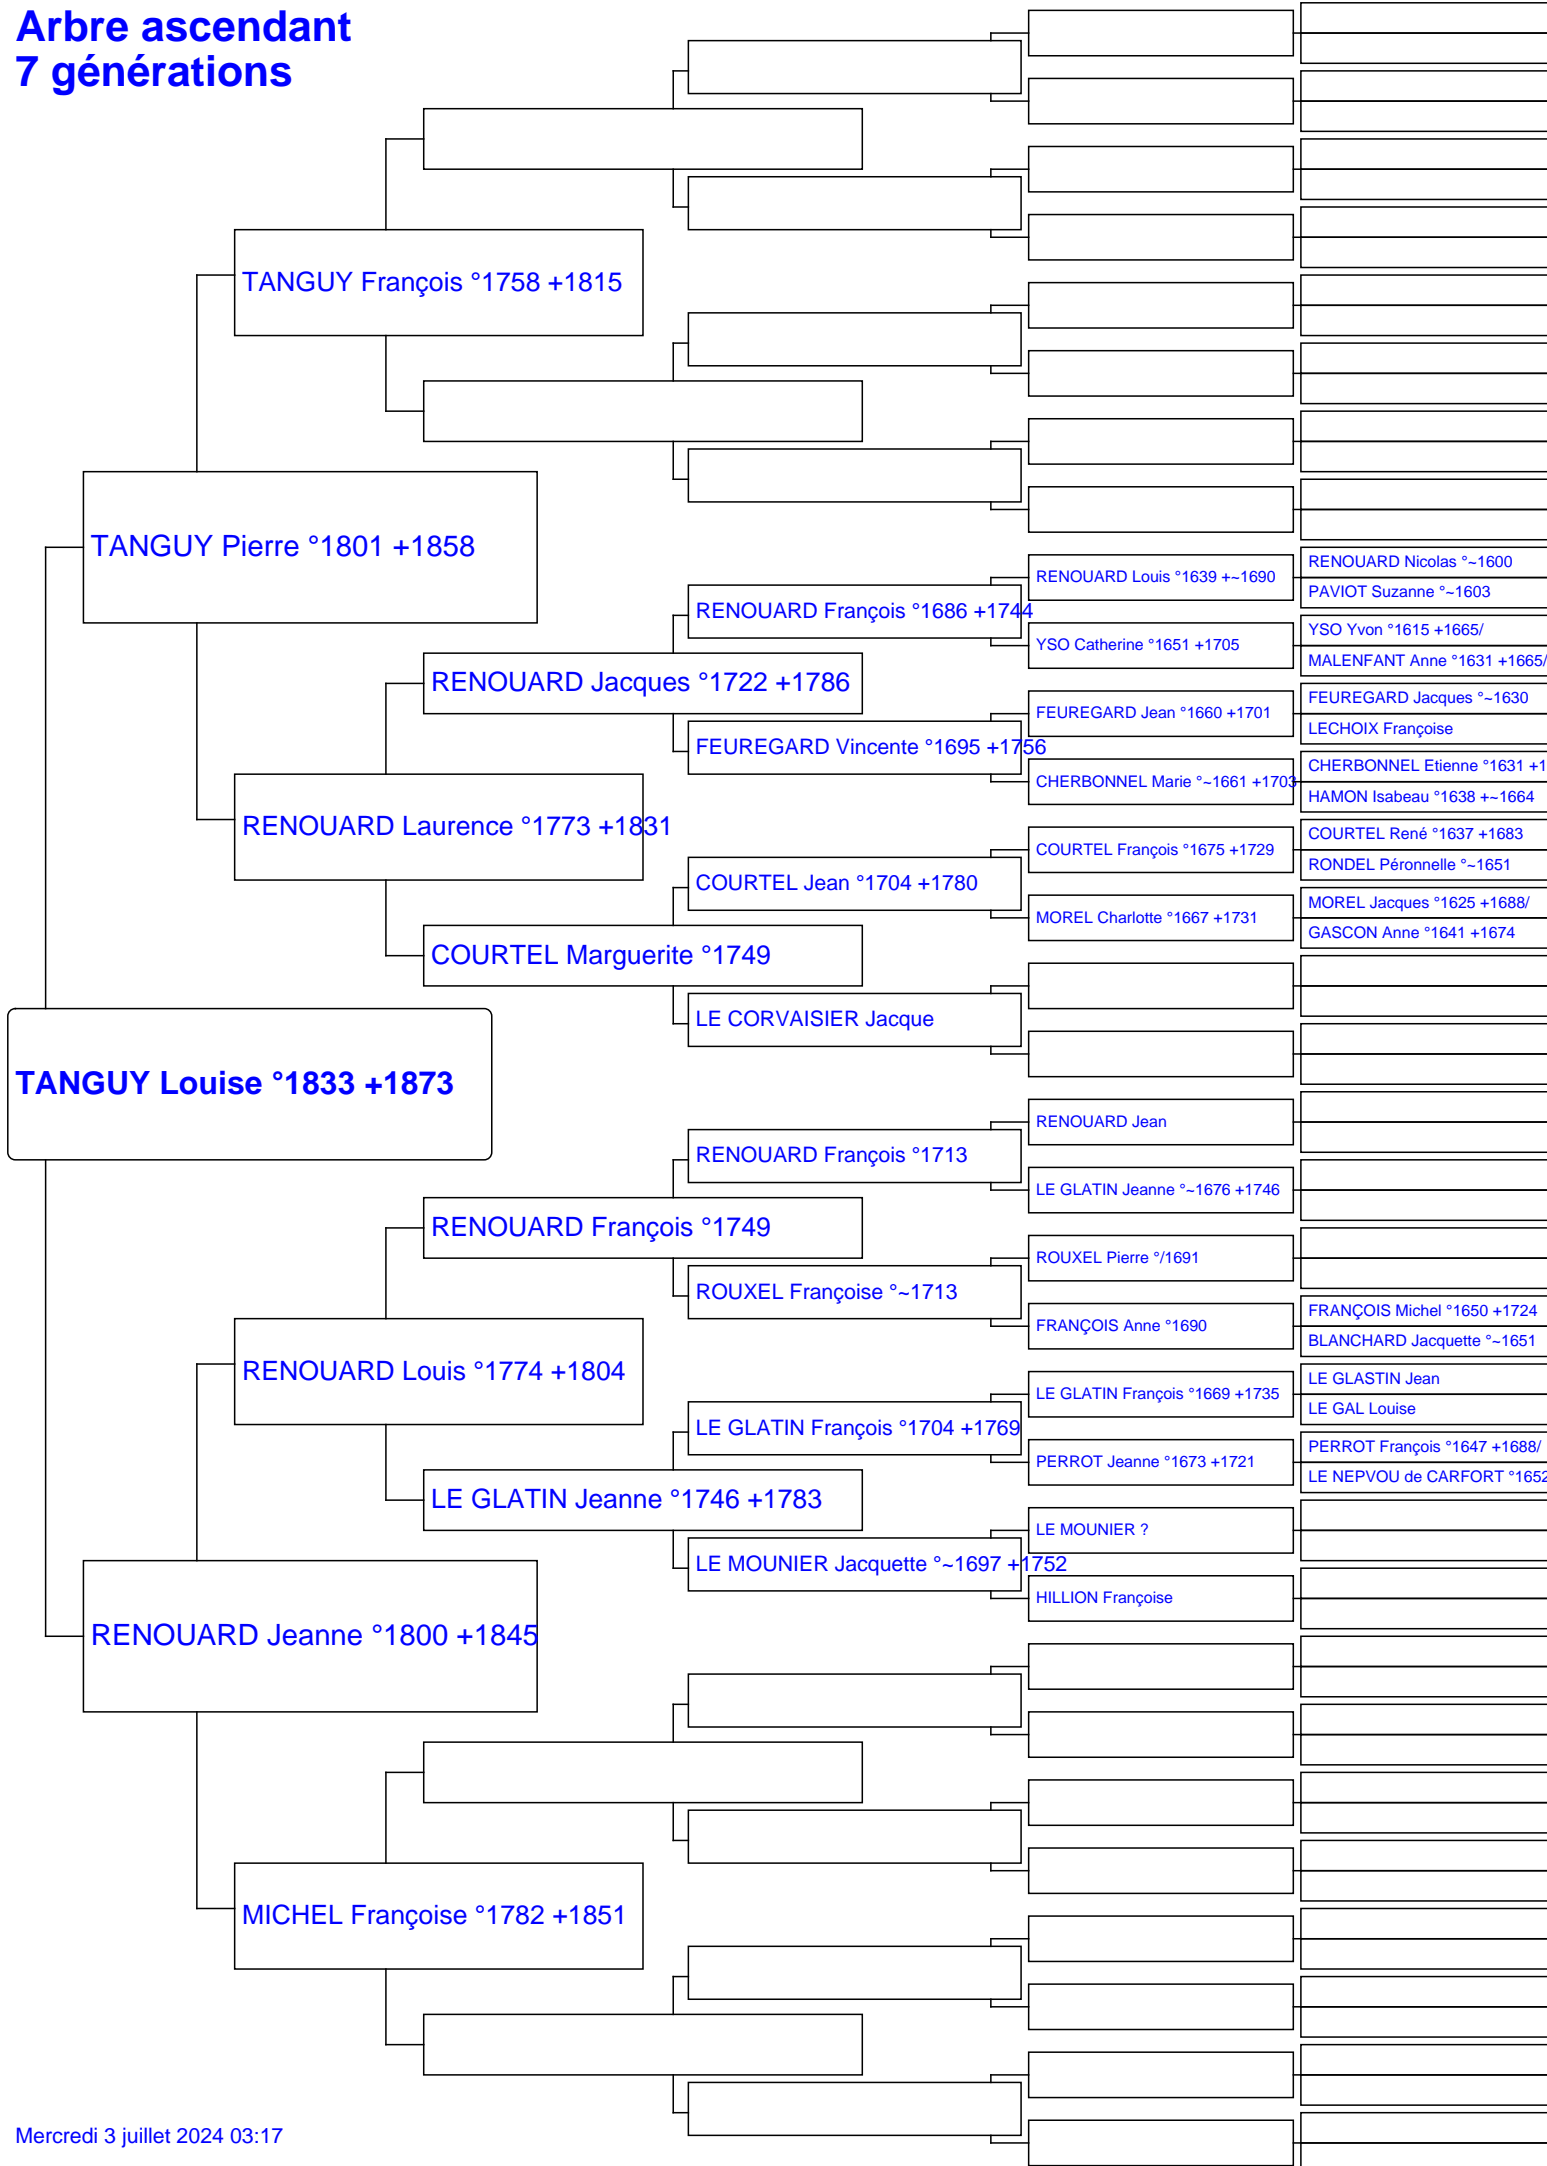 Arbre ascendant
7 générations
TANGUY François °1758 +1815
TANGUY Pierre °1801 +1858
RENOUARD Louis °1639 +~1690
RENOUARD Nicolas °~1600
PAVIOT Suzanne °~1603
RENOUARD François °1686 +1744
YSO Catherine °1651 +1705
YSO Yvon °1615 +1665/
MALENFANT Anne °1631 +1665/
RENOUARD Jacques °1722 +1786
FEUREGARD Jean °1660 +1701
FEUREGARD Jacques °~1630
LECHOIX Françoise
FEUREGARD Vincente °1695 +1756
CHERBONNEL Marie °~1661 +1703
CHERBONNEL Etienne °1631 +1
HAMON Isabeau °1638 +~1664
RENOUARD Laurence °1773 +1831
COURTEL François °1675 +1729
COURTEL René °1637 +1683
RONDEL Péronnelle °~1651
COURTEL Jean °1704 +1780
MOREL Charlotte °1667 +1731
MOREL Jacques °1625 +1688/
GASCON Anne °1641 +1674
COURTEL Marguerite °1749
LE CORVAISIER Jacque
TANGUY Louise °1833 +1873
RENOUARD Jean
RENOUARD François °1713
LE GLATIN Jeanne °~1676 +1746
RENOUARD François °1749
ROUXEL Pierre °/1691
ROUXEL Françoise °~1713
FRANÇOIS Anne °1690
FRANÇOIS Michel °1650 +1724
BLANCHARD Jacquette °~1651
RENOUARD Louis °1774 +1804
LE GLATIN François °1669 +1735
LE GLASTIN Jean
LE GAL Louise
LE GLATIN François °1704 +1769
PERROT Jeanne °1673 +1721
PERROT François °1647 +1688/
LE NEPVOU de CARFORT °1652
LE GLATIN Jeanne °1746 +1783
LE MOUNIER ?
LE MOUNIER Jacquette °~1697 +1752
HILLION Françoise
RENOUARD Jeanne °1800 +1845
MICHEL Françoise °1782 +1851
Mercredi 3 juillet 2024 03:17